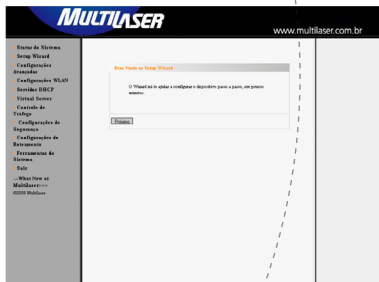 MULTILASER
www.multilaser.com.br
Status do Sistema
Setup Wizard
Configurações
Avançadas
Configurações WLAN
Servidor DHCP
Virtual Server
Controle de
Trafego
Configurações de
Segurança
Configurações de
Roteamento
Ferramentas do
Sistema
Sair
Bem Vindo ao Setup Wizard
O Wizard irá te ajudar a configurar o dispositivo passo a passo, em poucos
minutos.
Próximo
->What New at
Multilaser>>>
©2009 Multilaser